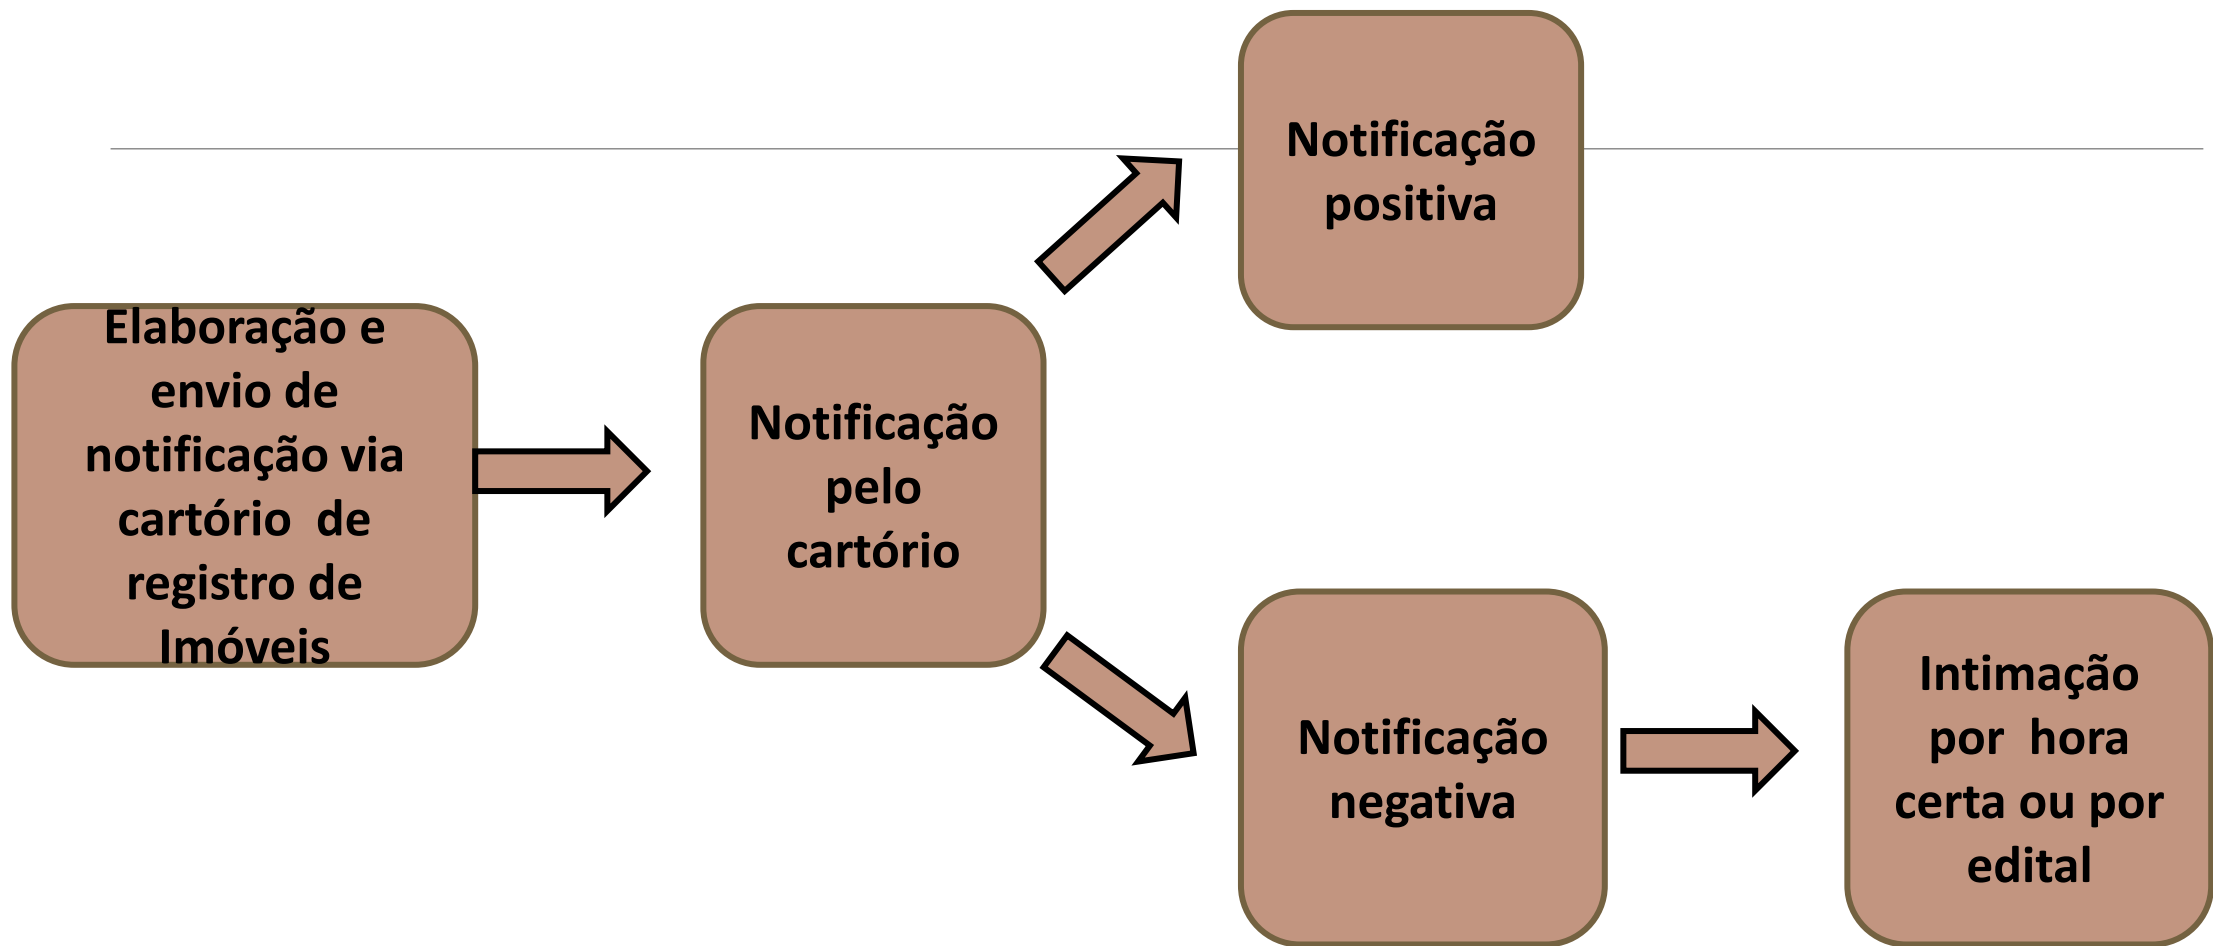 Elaboração e
envio de
notificação via
cartório  de
registro de
Imóveis
Notificação
pelo
cartório
Notificação
positiva
Notificação
negativa
Intimação
por  hora
certa ou por
edital